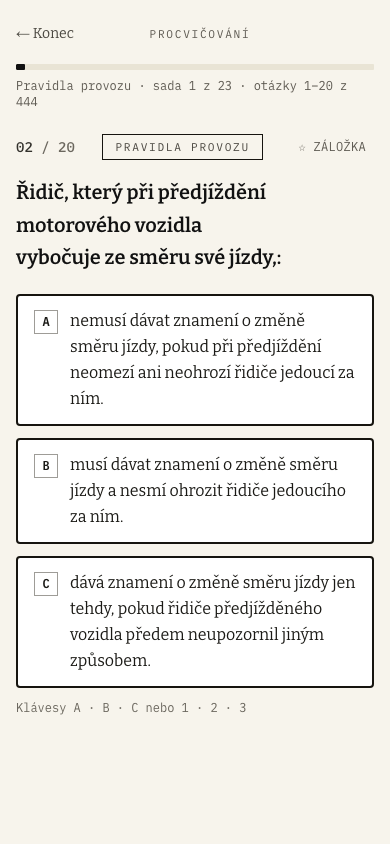 ← Konec
PROCVIČOVÁNÍ
Pravidla provozu · sada 1 z 23 · otázky 1–20 z
444
02 / 20
PRAVIDLA PROVOZU
☆ ZÁLOŽKA
Řidič, který při předjíždění
motorového vozidla
vybočuje ze směru své jízdy,:
A
nemusí dávat znamení o změně
směru jízdy, pokud při předjíždění
neomezí ani neohrozí řidiče jedoucí za
ním.
B
musí dávat znamení o změně směru
jízdy a nesmí ohrozit řidiče jedoucího
za ním.
C
dává znamení o změně směru jízdy jen
tehdy, pokud řidiče předjížděného
vozidla předem neupozornil jiným
způsobem.
Klávesy A · B · C nebo 1 · 2 · 3